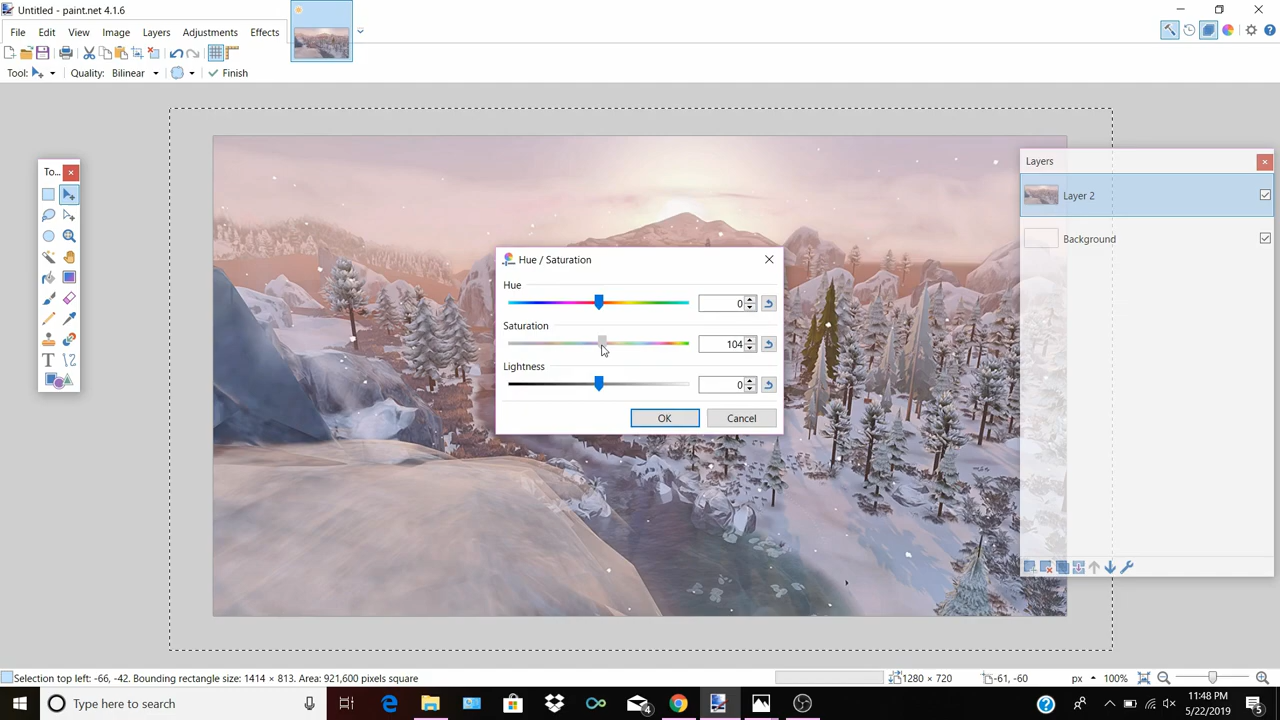 Untitled - paint.net 4.1.6
File Edit View Image Layers Adjustments Effects
Tool: Quality: Bilinear Finish
To...
Layers
Layer 2
Background
Hue / Saturation
Hue
0
Saturation
104
Lightness
0
OK Cancel
Selection top left: -66, -42. Bounding rectangle size: 1414 × 813. Area: 921,600 pixels square
1280 × 720
-61, -60
px
100%
Type here to search
4
11:48 PM
5/22/2019
5